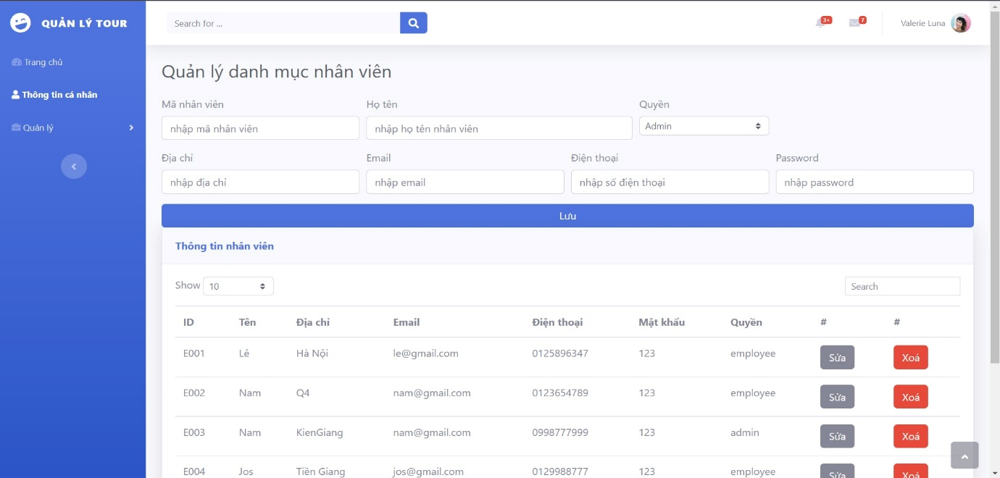 QUẢN LÝ TOUR
Search for ...
3+
7
Valerie Luna
Trang chủ
Thông tin cá nhân
Quản lý
Quản lý danh mục nhân viên
Mã nhân viên Họ tên Quyền
nhập mã nhân viên nhập họ tên nhân viên Admin
Địa chỉ Email Điện thoại Password
nhập địa chỉ nhập email nhập số điện thoại nhập password
Lưu
Thông tin nhân viên
Show 10 Search
ID Tên Địa chỉ Email Điện thoại Mật khẩu Quyền # #
E001 Lê Hà Nội le@gmail.com 0125896347 123 employee Sửa Xoá
E002 Nam Q4 nam@gmail.com 0123654789 123 employee Sửa Xoá
E003 Nam KienGiang nam@gmail.com 0998777999 123 admin Sửa Xoá
E004 Jos Tiền Giang jos@gmail.com 0129988777 123 employee Sửa Xoá